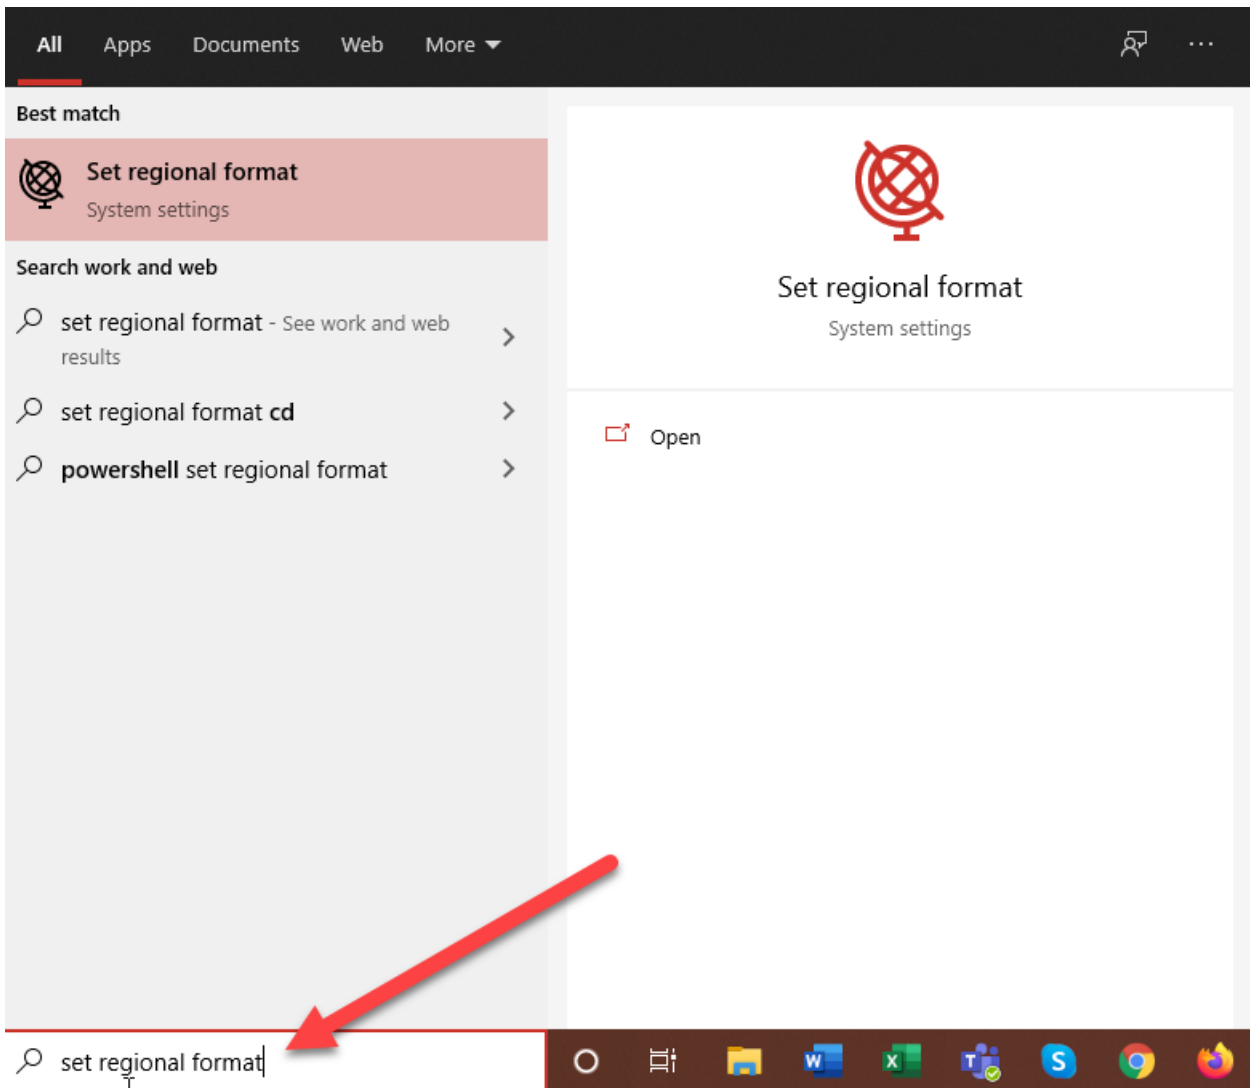 All Apps Documents Web More
Best match
Set regional format
System settings
Search work and web
set regional format - See work and web
results
set regional format cd
powershell set regional format
Set regional format
System settings
Open
set regional format
W X T S